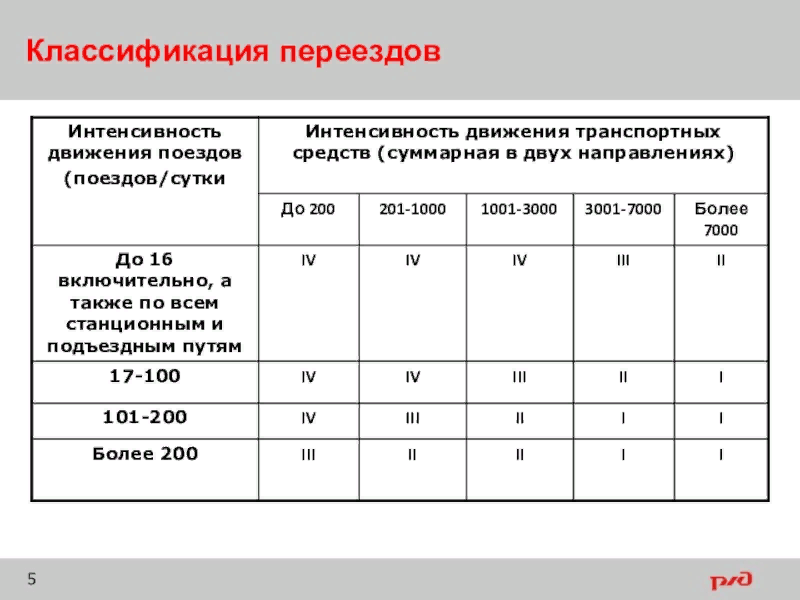 Классификация переездов
Интенсивность
движения поездов
(поездов/сутки
Интенсивность движения транспортных
средств (суммарная в двух направлениях)
До 200
201-1000
1001-3000
3001-7000
Более
7000
До 16
включительно, а
также по всем
станционным и
подъездным путям
IV
IV
IV
III
II
17-100
IV
IV
III
II
I
101-200
IV
III
II
I
I
Более 200
III
II
II
I
I
5
ржд